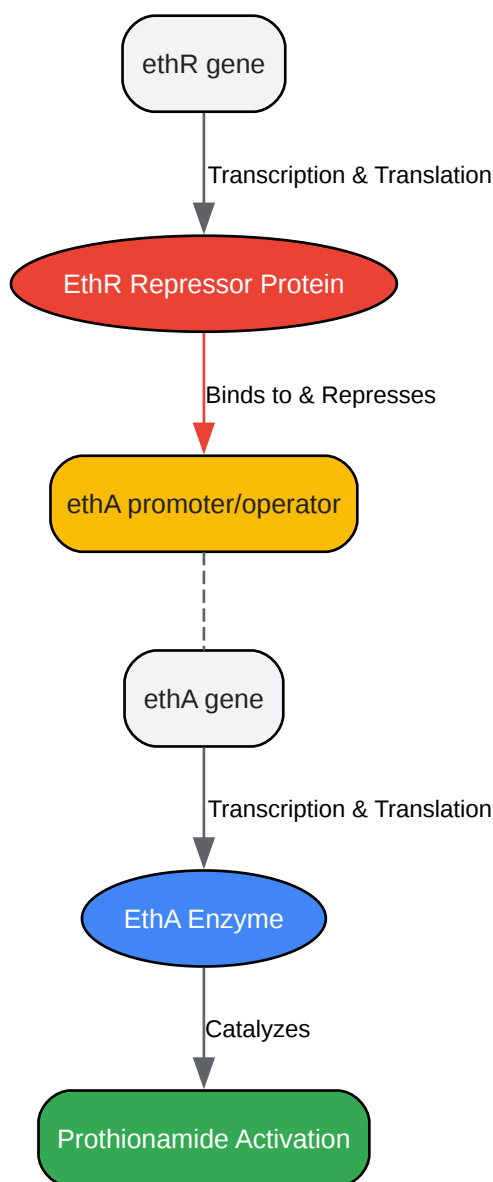 ethR gene
Transcription & Translation
EthR Repressor Protein
Binds to & Represses
ethA promoter/operator
ethA gene
Transcription & Translation
EthA Enzyme
Catalyzes
Prothionamide Activation